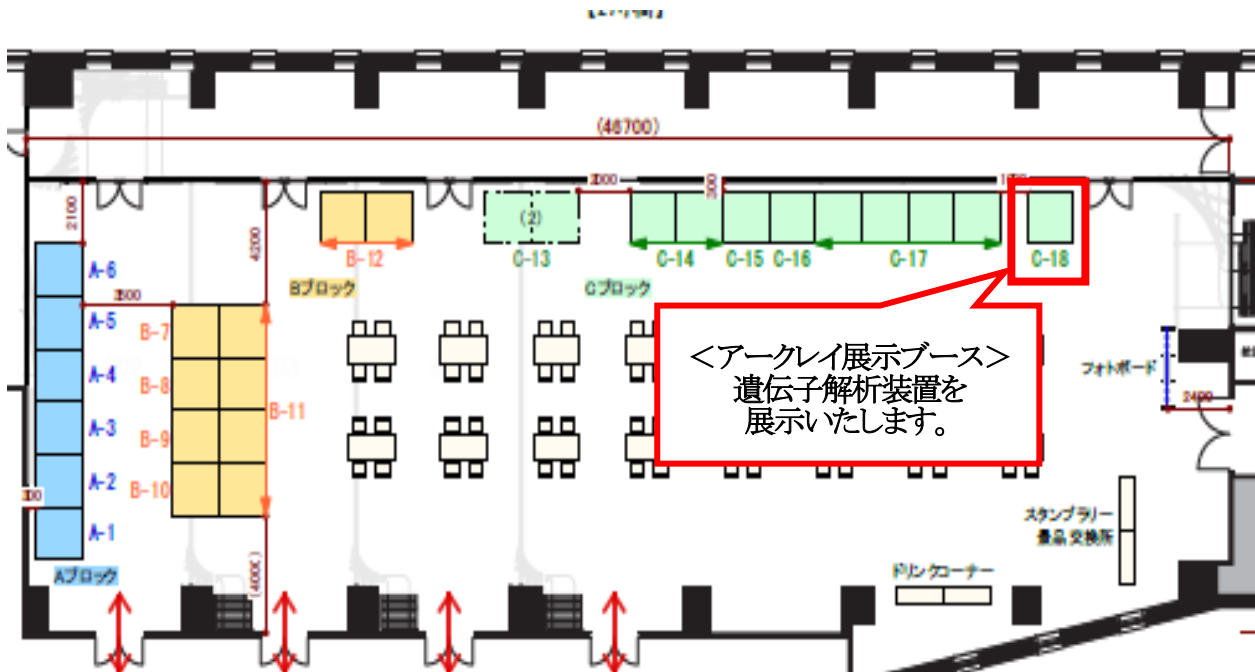 (46700)
2100
4200
(2)
A-6
B-12
C-13
C-14
C-15
C-16
C-17
C-18
Bブロック
Cブロック
A-5
B-7
A-4
B-8
B-11
A-3
B-9
A-2
B-10
A-1
Aブロック
(4000)
<アークレイ展示ブース>
遺伝子解析装置を
展示いたします。
フォトボード
2400
スタンプラリー
景品交換所
ドリンクコーナー